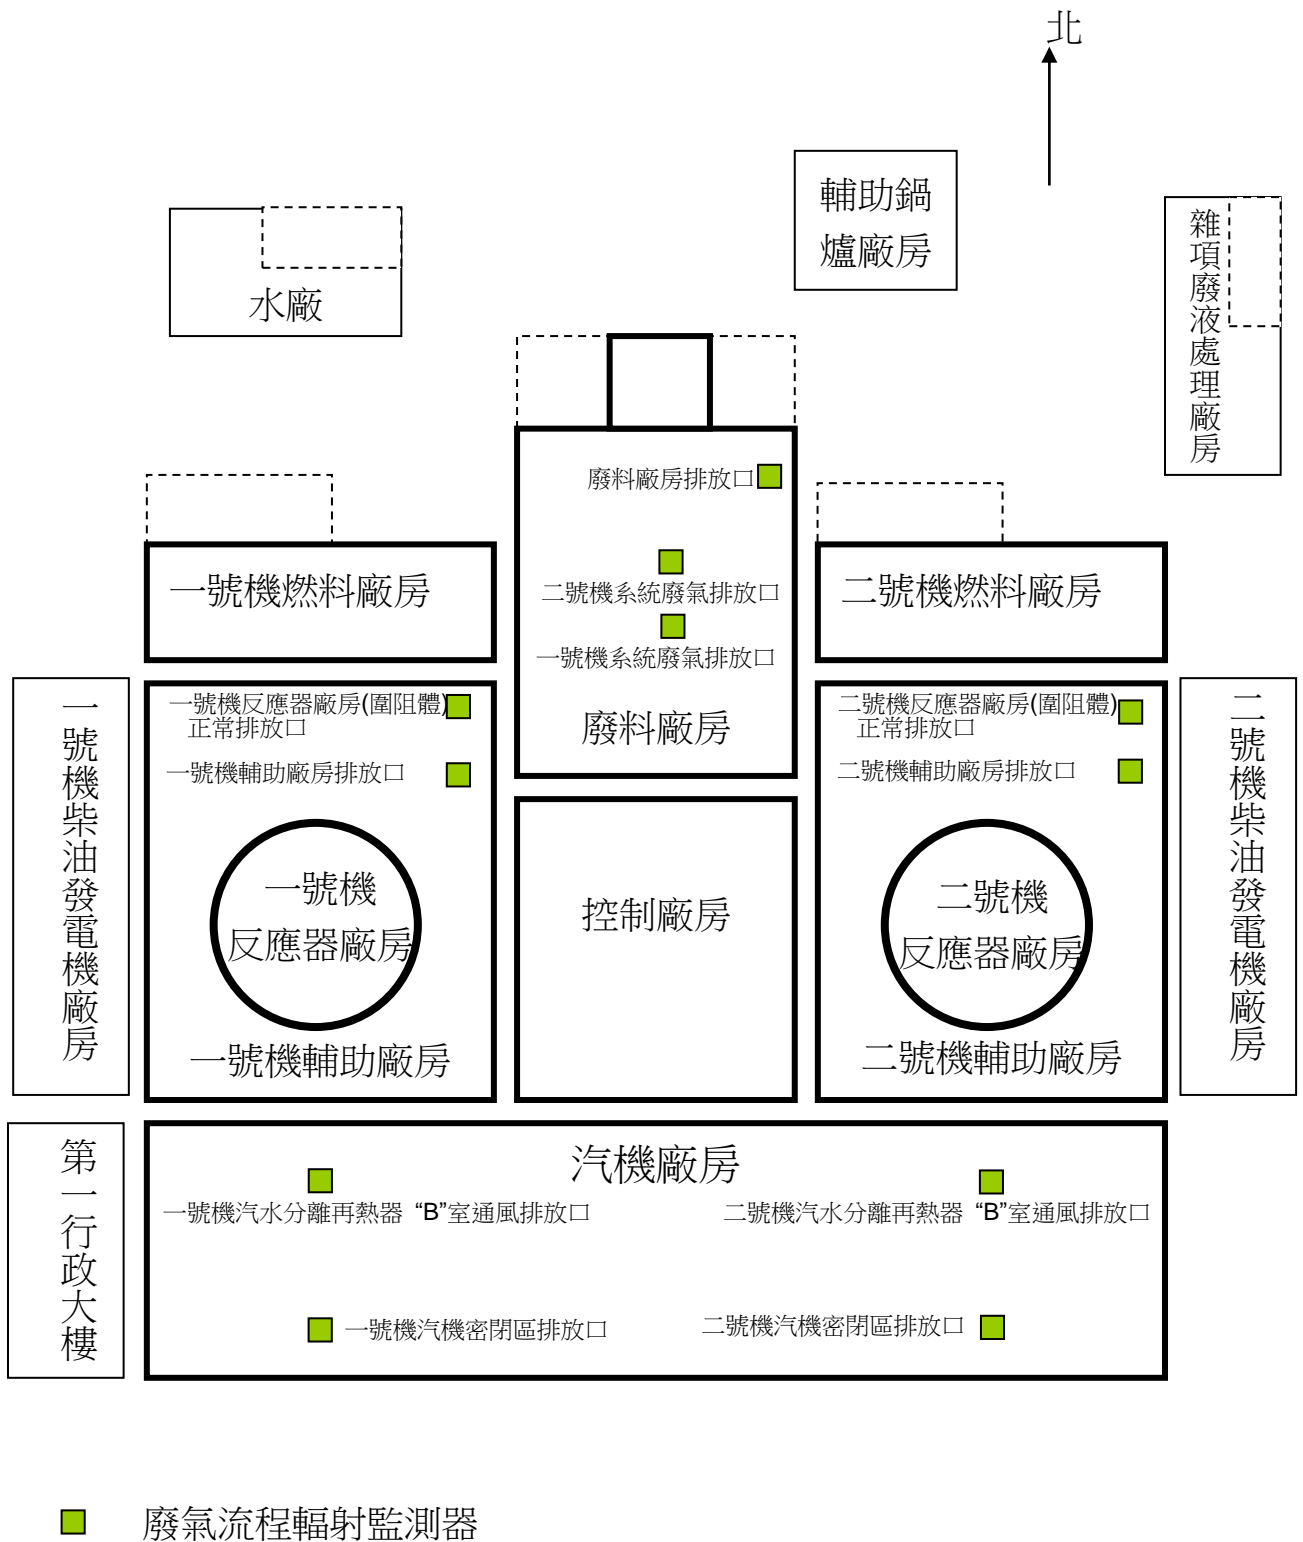 北
輔助鍋
爐廠房
水廠
雜項廢液處理廠房
廢料廠房排放口
二號機系統廢氣排放口
一號機系統廢氣排放口
廢料廠房
一號機燃料廠房
二號機燃料廠房
一號機柴油發電機廠房
一號機反應器廠房(圍阻體)
正常排放口
一號機輔助廠房排放口
一號機
反應器廠房
一號機輔助廠房
控制廠房
二號機反應器廠房(圍阻體)
正常排放口
二號機輔助廠房排放口
二號機
反應器廠房
二號機輔助廠房
二號機柴油發電機廠房
第一行政大樓
汽機廠房
一號機汽水分離再熱器 “B”室通風排放口
二號機汽水分離再熱器 “B”室通風排放口
一號機汽機密閉區排放口
二號機汽機密閉區排放口
廢氣流程輻射監測器